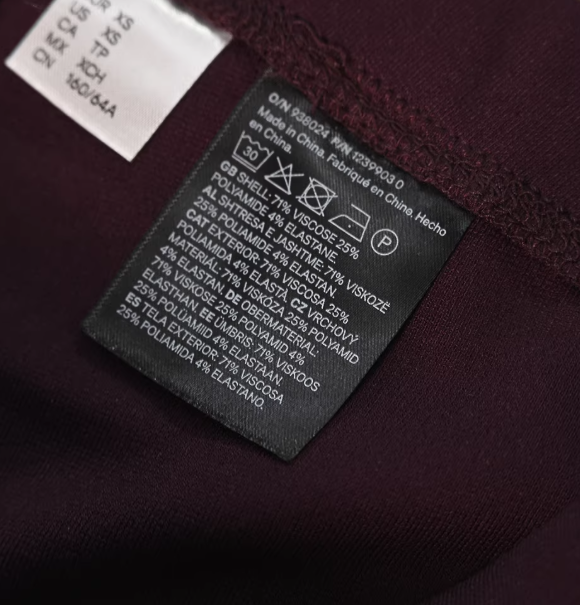 XS
US XS
CA TP
MX XCH
CN 160/64A
O/N 938024 P/N 1239903 0
Made in China. Fabriqué en Chine. Hecho
en China.
30
P
GB SHELL: 71% VISCOSE 25%
POLYAMIDE 4% ELASTANE.
AL SHTRESA E JASHTME: 71% VISKOZË
25% POLIAMIDE 4% ELASTAN.
CAT EXTERIOR: 71% VISCOSA 25%
POLIAMIDA 4% ELASTÀ. CZ VRCHOVÝ
MATERIÁL: 71% VISKÓZA 25% POLYAMID
4% ELASTAN. DE OBERMATERIAL:
71% VISKOSE 25% POLYAMID 4%
ELASTHAN. EE ÜMBRIS: 71% VISKOOS
25% POLÜAMIID 4% ELASTAAN.
ES TELA EXTERIOR: 71% VISCOSA
25% POLIAMIDA 4% ELASTANO.